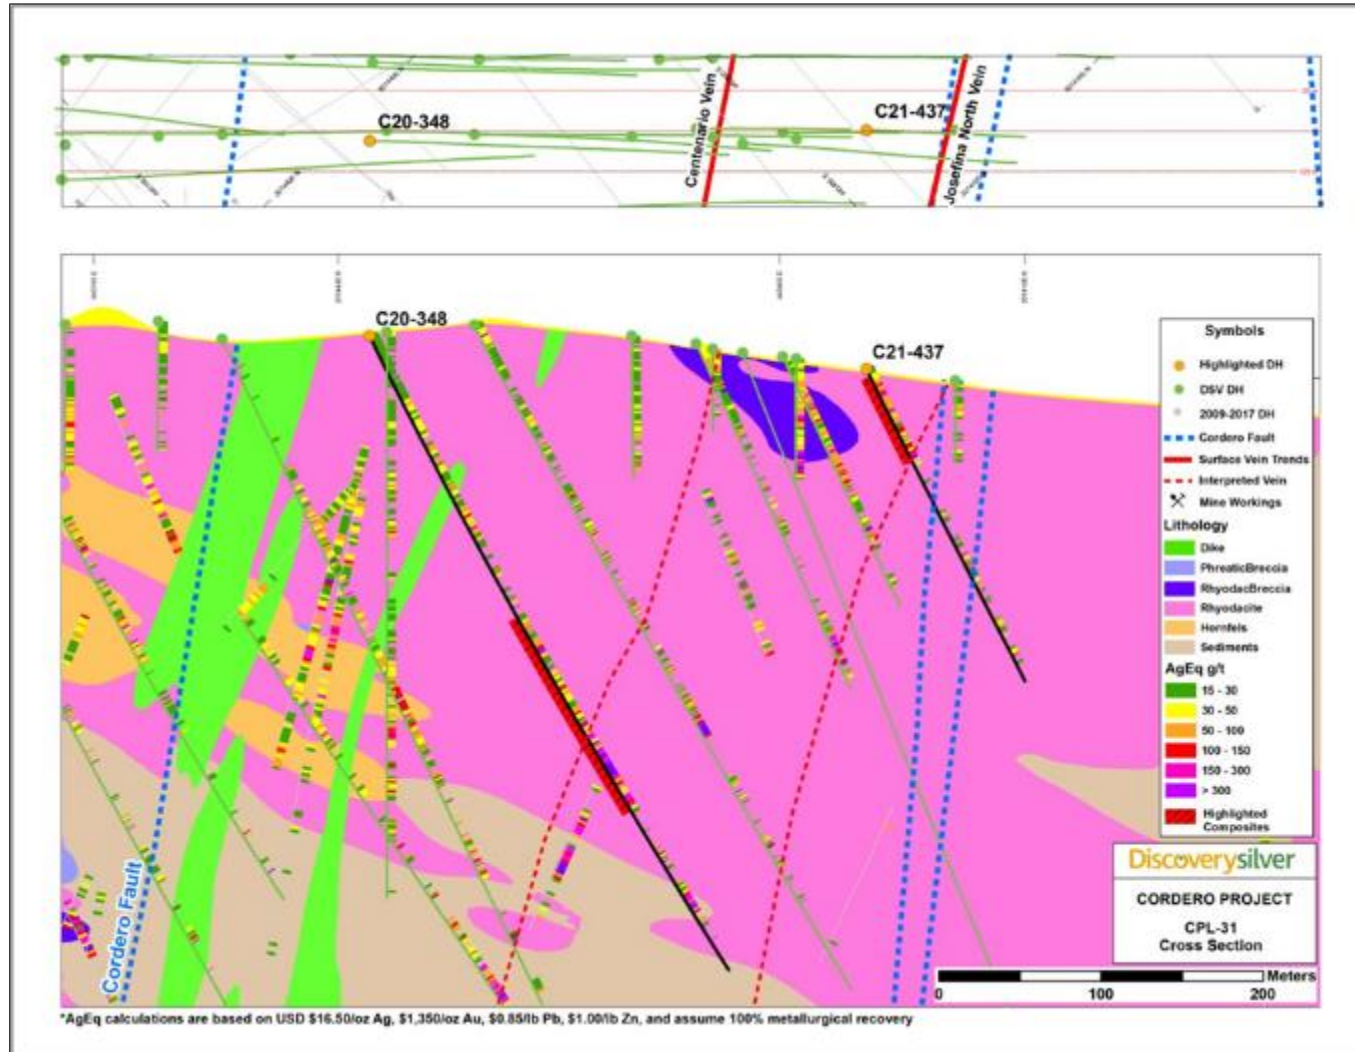 C20-348
Centenario Vein
C21-437
Josefina North Vein
C20-348
C21-437
Cordero Fault
Symbols
Highlighted DH
DSV DH
2009-2017 DH
Cordero Fault
Surface Vein Trends
Interpreted Vein
Mine Workings
Lithology
Dike
PhreaticBreccia
RhyodacBreccia
Rhyodacite
Hornfels
Sediments
AgEq g/t
15 - 30
30 - 50
50 - 100
100 - 150
150 - 300
> 300
Highlighted
Composites
Discoverysilver
CORDERO PROJECT
CPL-31
Cross Section
Meters
0 100 200
*AgEq calculations are based on USD $16.50/oz Ag, $1,350/oz Au, $0.85/lb Pb, $1.00/lb Zn, and assume 100% metallurgical recovery